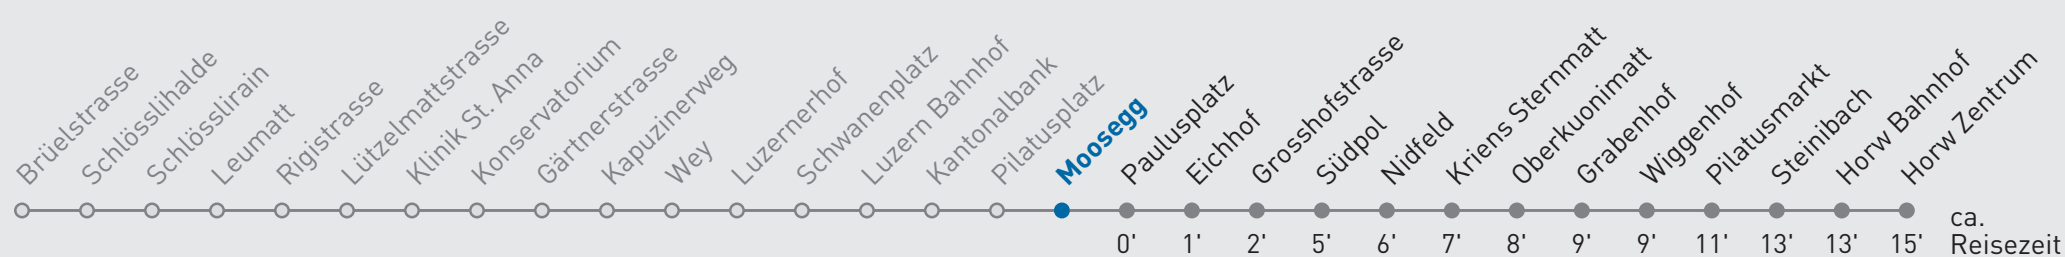 Brüelstrasse
Schlösslihalde
Schlösslirain
Leumatt
Rigistrasse
Lützelmattstrasse
Klinik St. Anna
Konservatorium
Gärtnerstrasse
Kapuzinerweg
Wey
Luzernerhof
Schwanenplatz
Luzern Bahnhof
Kantonalbank
Pilatusplatz
Moosegg
Paulusplatz
Eichhof
Grosshofstrasse
Südpol
Nidfeld
Kriens Sternmatt
Oberkuonimatt
Grabenhof
Wiggenhof
Pilatusmarkt
Steinibach
Horw Bahnhof
Horw Zentrum
0' 1' 2' 5' 6' 7' 8' 9' 9' 11' 13' 13' 15'
ca.
Reisezeit